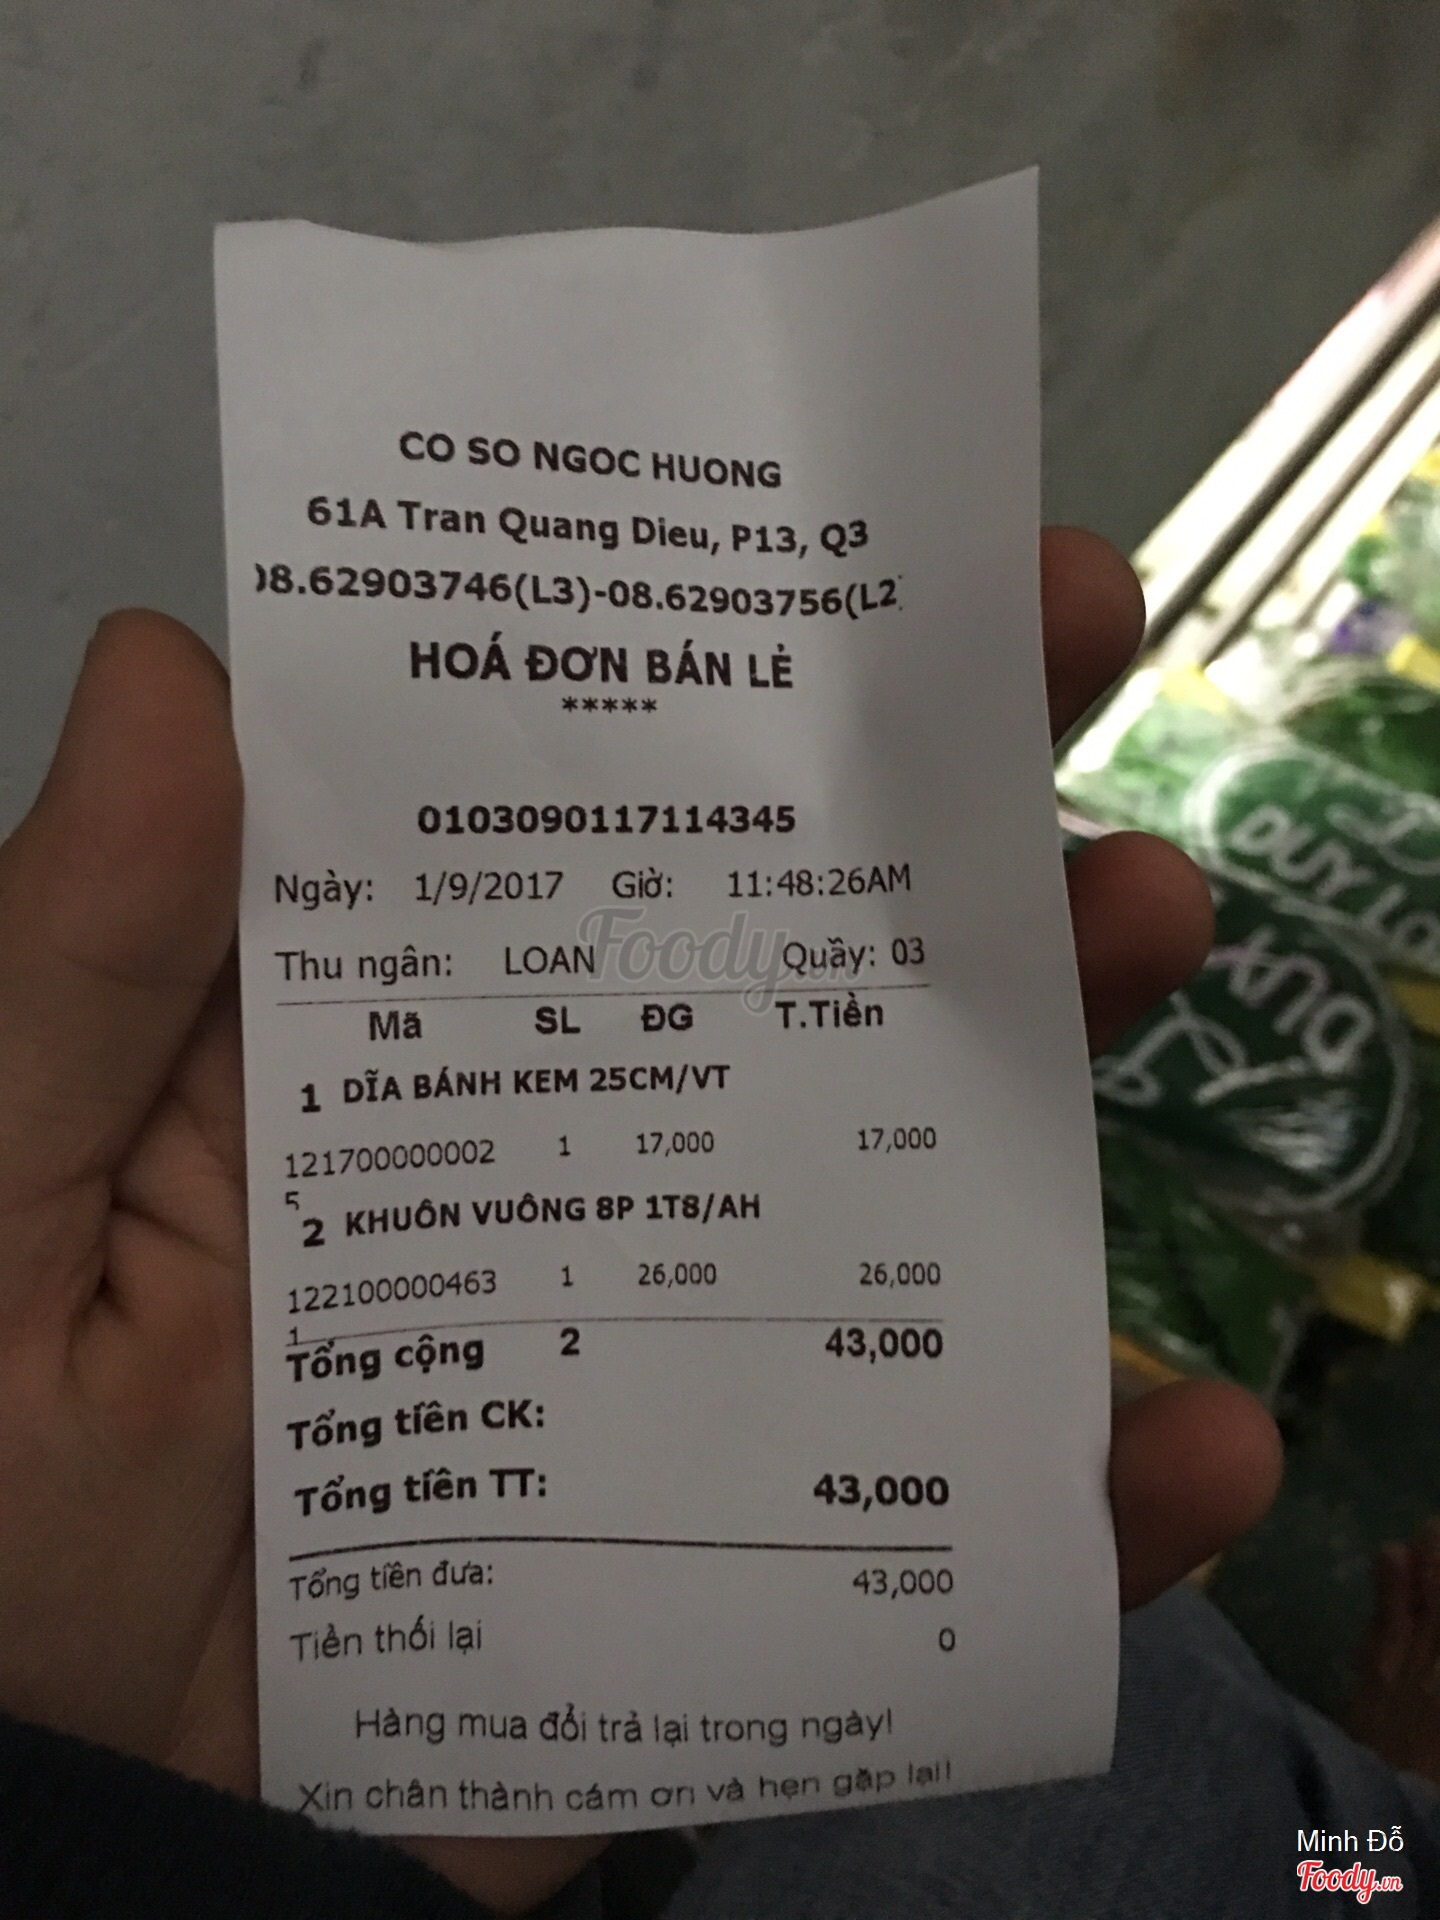 CO SO NGOC HUONG
61A Tran Quang Dieu, P13, Q3
08.62903746(L3)-08.62903756(L2
HOÁ ĐƠN BÁN LẺ
*****
0103090117114345
Ngày: 1/9/2017 Giờ: 11:48:26AM
Thu ngân: LOAN Quầy: 03
Foody.vn
Mã SL ĐG T.Tiền
1 DĨA BÁNH KEM 25CM/VT
121700000002 1 17,000 17,000
5
2 KHUÔN VUÔNG 8P 1T8/AH
122100000463 1 26,000 26,000
1
Tổng cộng 2 43,000
Tổng tiền CK:
Tổng tiền TT: 43,000
Tổng tiền đưa: 43,000
Tiền thối lại 0
Hàng mua đổi trả lại trong ngày!
Xin chân thành cám ơn và hẹn gặp lại!
DUY
Minh Đỗ
Foody.vn